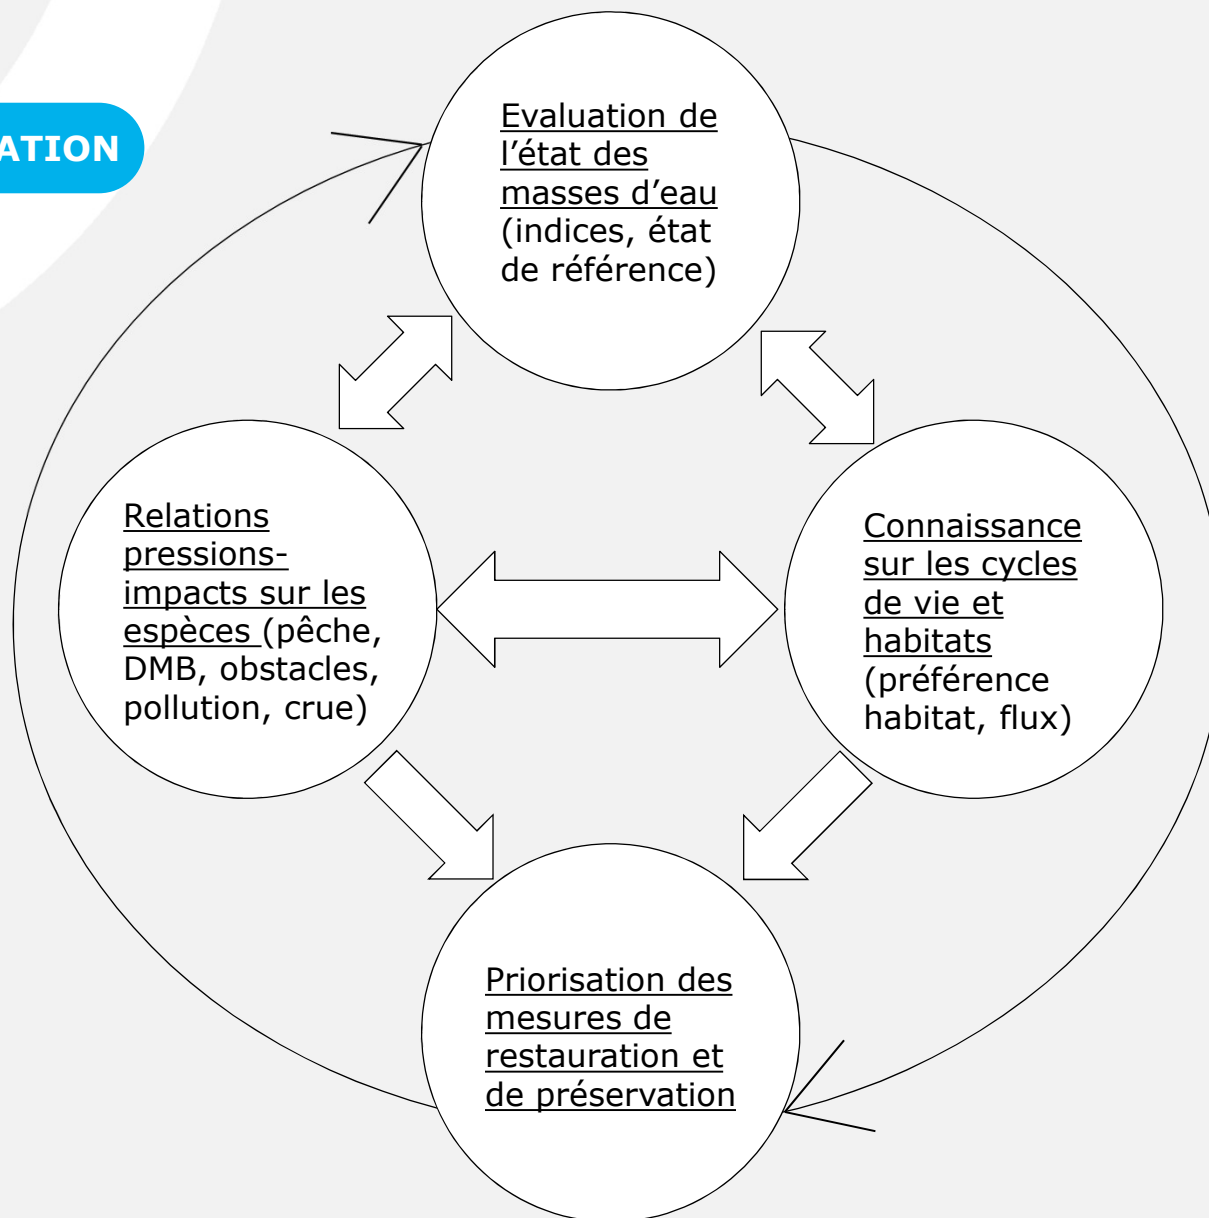 ATION
Evaluation de
l’état des
masses d’eau
(indices, état
de référence)
Relations
pressions-
impacts sur les
espèces (pêche,
DMB, obstacles,
pollution, crue)
Connaissance
sur les cycles
de vie et
habitats
(préférence
habitat, flux)
Priorisation des
mesures de
restauration et
de préservation